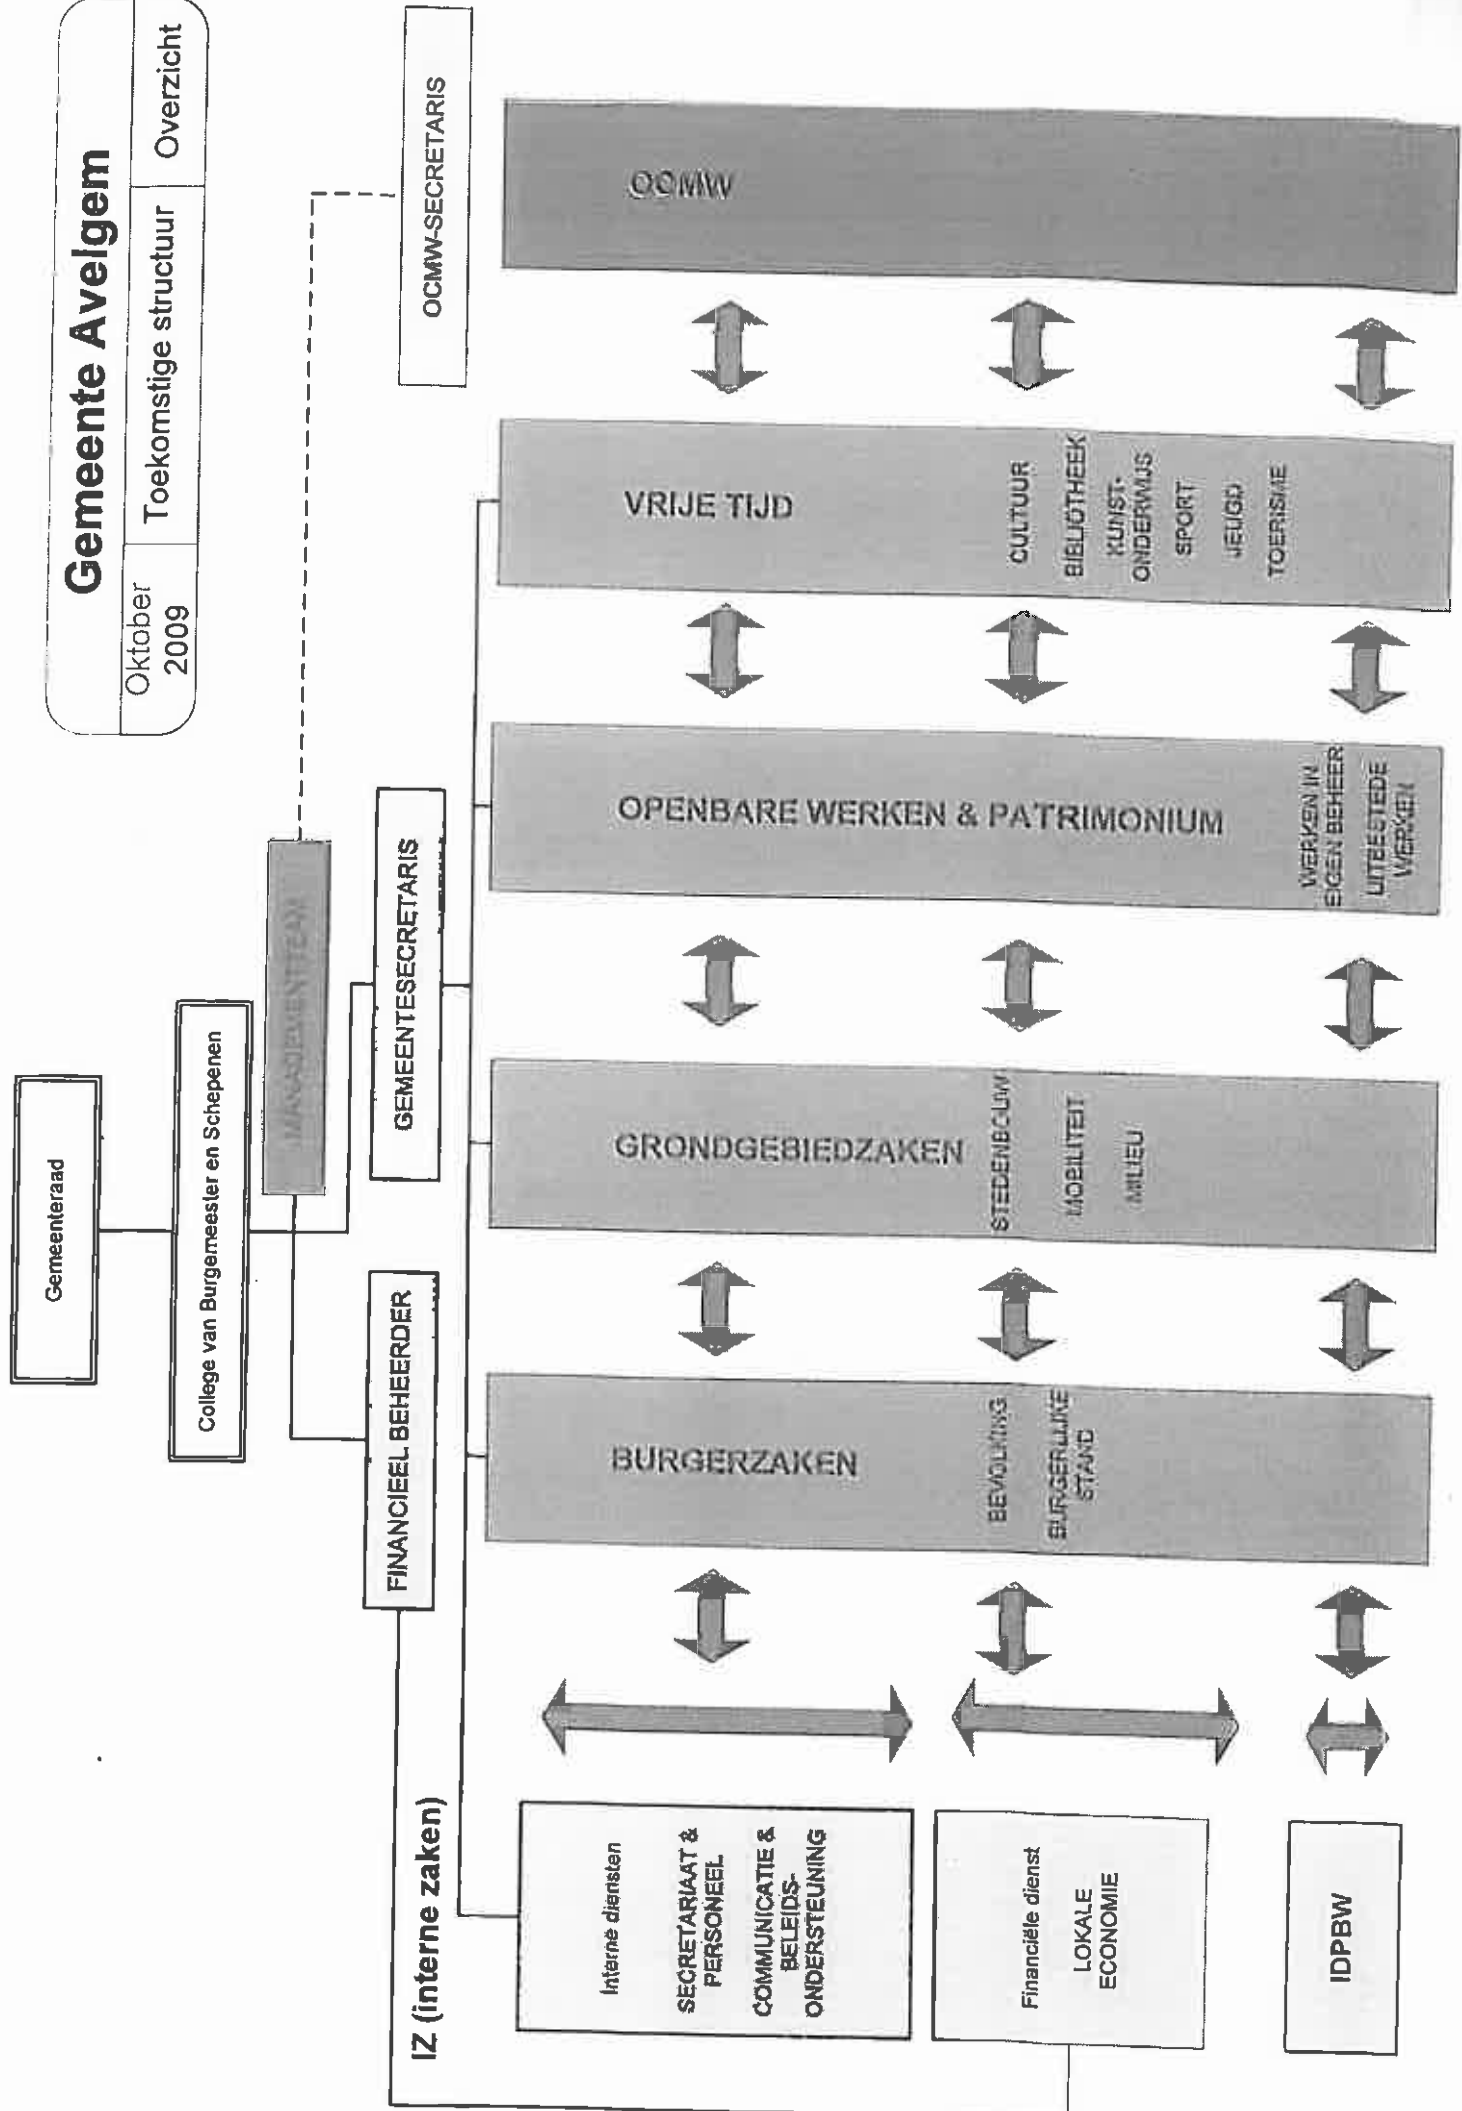 Gemeente Avelgem
Oktober
2009
Toekomstige structuur
Overzicht
Gemeenteraad
College van Burgemeester en Schepenen
MANAGEMENTTEAM
FINANCIEEL BEHEERDER
GEMEENTESECRETARIS
OCMW-SECRETARIS
IZ (interne zaken)
Interne diensten
SECRETARIAAT &
PERSONEEL
COMMUNICATIE &
BELEIDS-
ONDERSTEUNING
Financiële dienst
LOKALE
ECONOMIE
IDPBW
BURGERZAKEN
BEVOLKING
BURGERLIJKE
STAND
GRONDGEBIEDZAKEN
STEDENBOUW
MOBILITEIT
MILIEU
OPENBARE WERKEN & PATRIMONIUM
WERKEN IN
EIGEN BEHEER
UITBESTEDE
WERKEN
VRIJE TIJD
CULTUUR
BIBLIOTHEEK
KUNST-
ONDERWIJS
SPORT
JEUGD
TOERISME
OCMW